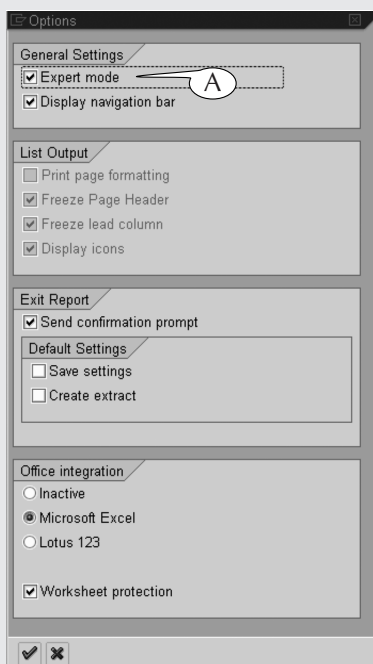 Options
General Settings
Expert mode
A
Display navigation bar
List Output
Print page formatting
Freeze Page Header
Freeze lead column
Display icons
Exit Report
Send confirmation prompt
Default Settings
Save settings
Create extract
Office integration
Inactive
Microsoft Excel
Lotus 123
Worksheet protection